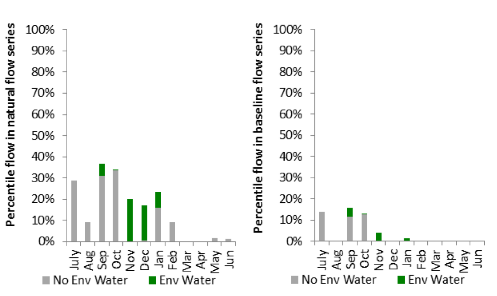 Percentile flow in natural flow series
100%
90%
80%
70%
60%
50%
40%
30%
20%
10%
0%
July
Aug
Sep
Oct
Nov
Dec
Jan
Feb
Mar
Apr
May
Jun
No Env Water
Env Water
Percentile flow in baseline flow series
100%
90%
80%
70%
60%
50%
40%
30%
20%
10%
0%
July
Aug
Sep
Oct
Nov
Dec
Jan
Feb
Mar
Apr
May
Jun
No Env Water
Env Water